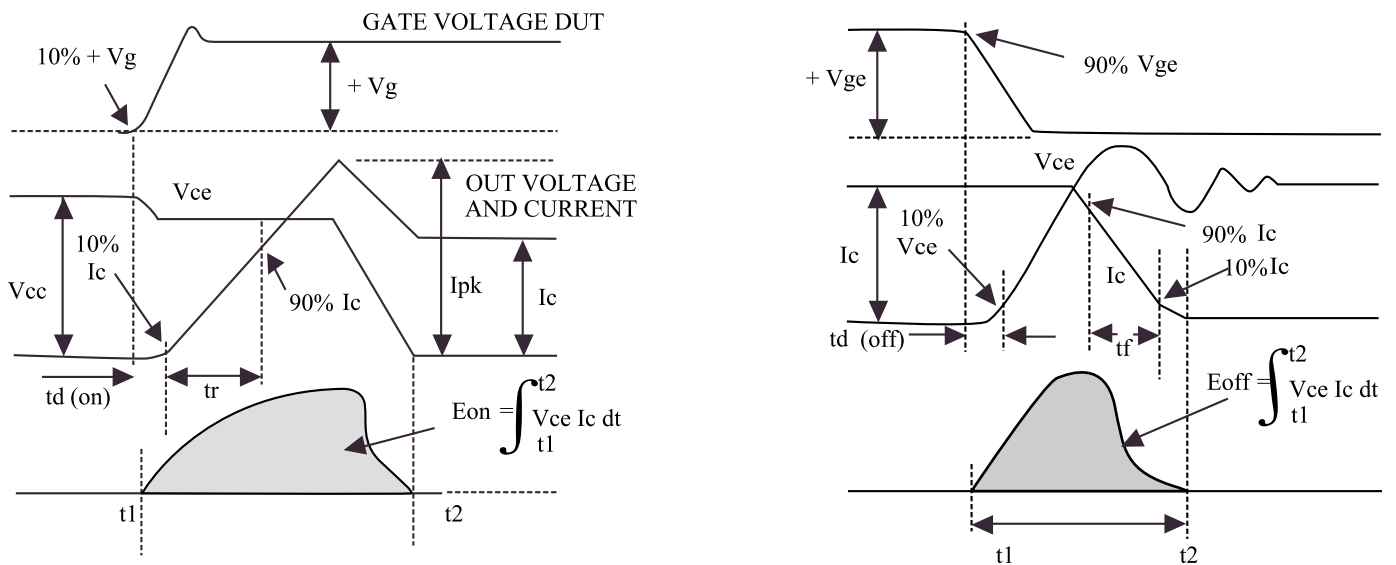 GATE VOLTAGE DUT
10% + Vg
+ Vg
Vce
OUT VOLTAGE
AND CURRENT
10%
Ic
Vcc
90% Ic
Ipk
Ic
td (on)
tr
Eon = ∫
t2
Vce Ic dt
t1
t1
t2
90% Vge
+ Vge
Vce
10%
Vce
90% Ic
Ic
Ic
10% Ic
td (off)
tf
Eoff = ∫
t2
Vce Ic dt
t1
t1
t2